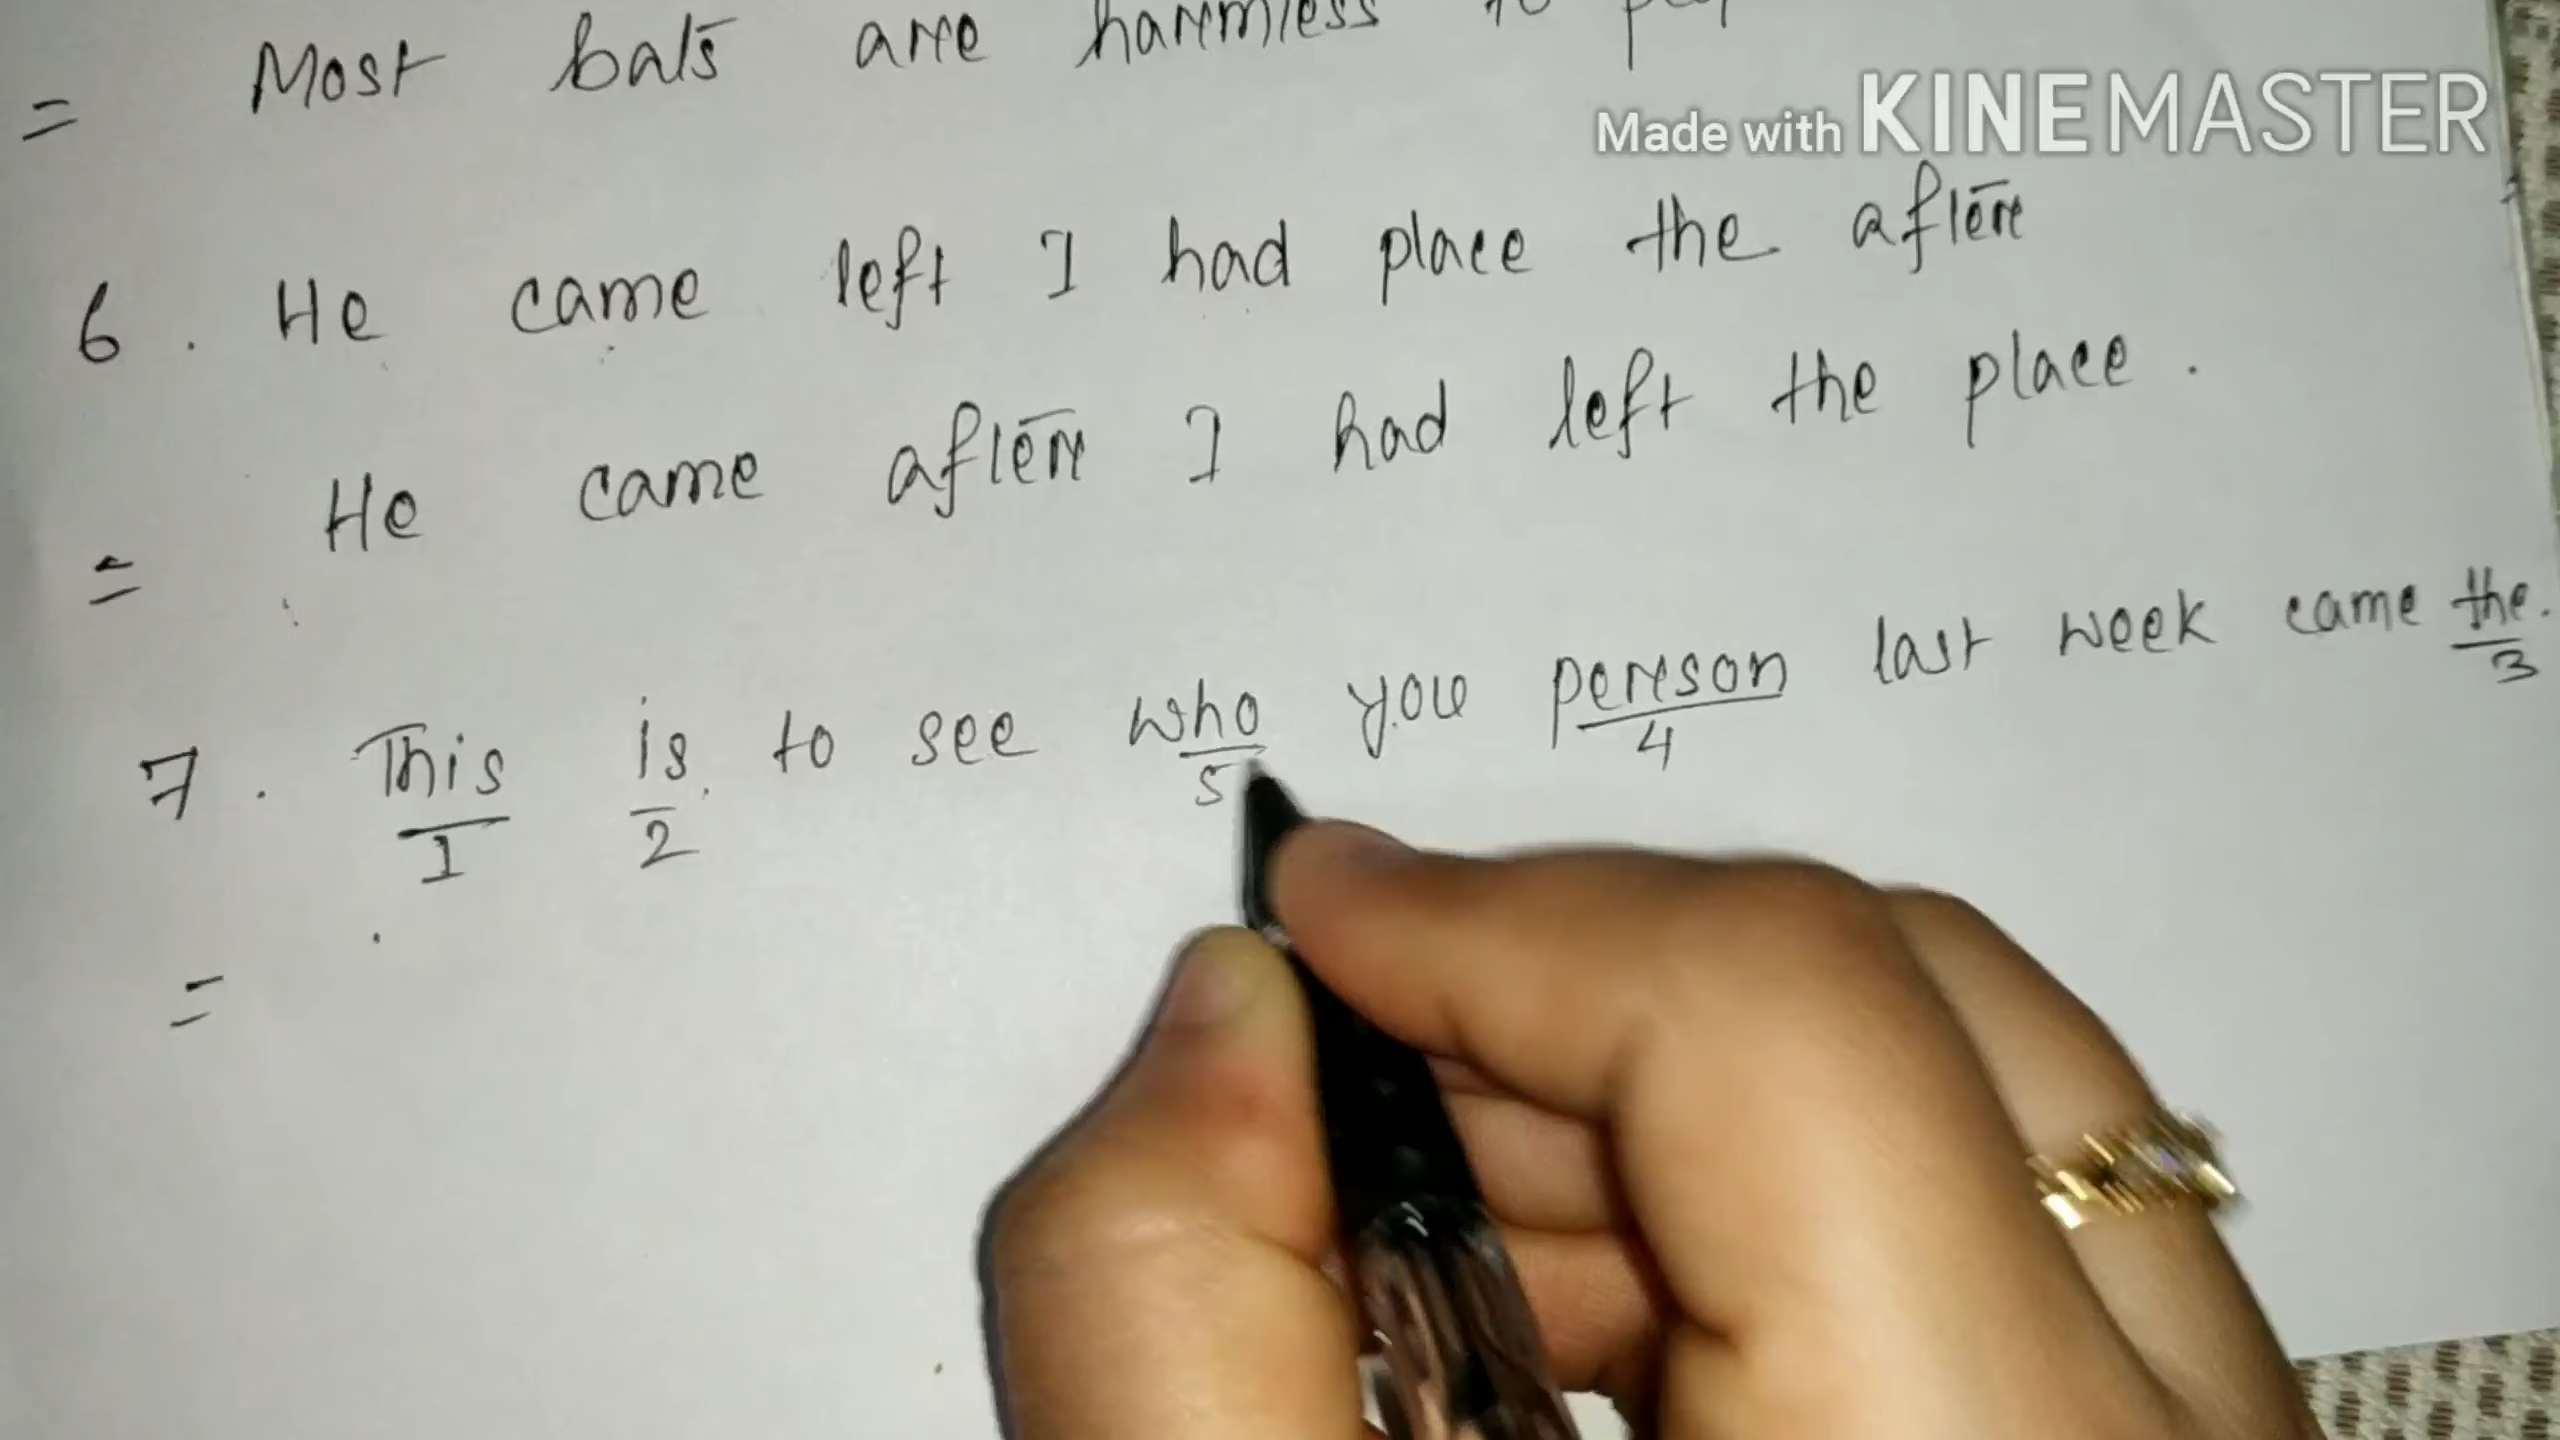 = Most bats are harmless to
Made with KINEMASTER
6. He came left I had place the after
= He came after I had left the place.
7. This is to see who you person last week came the.
1 2 5 4 3
=